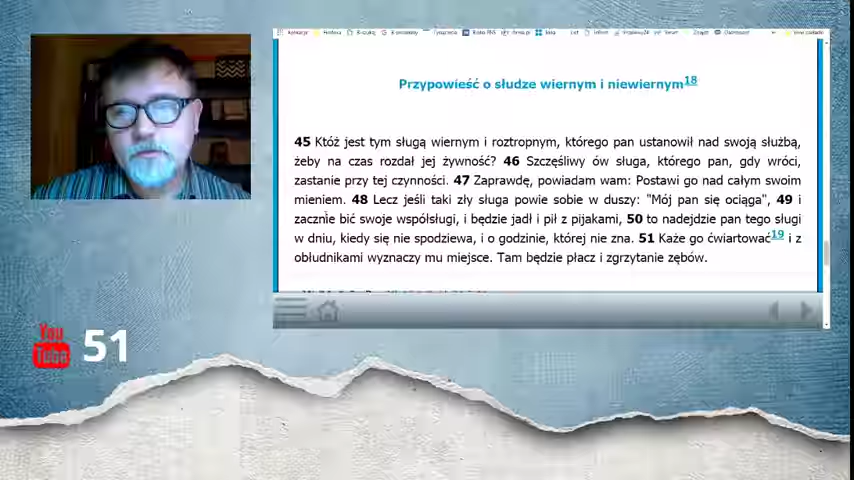 Przypowieść o słudze wiernym i niewiernym18
45 Któż jest tym sługą wiernym i roztropnym, którego pan ustanowił nad swoją służbą,
żeby na czas rozdał jej żywność? 46 Szczęśliwy ów sługa, którego pan, gdy wróci,
zastanie przy tej czynności. 47 Zaprawdę, powiadam wam: Postawi go nad całym swoim
mieniem. 48 Lecz jeśli taki zły sługa powie sobie w duszy: "Mój pan się ociąga", 49 i
zacznie bić swoje współsługi, i będzie jadł i pił z pijakami, 50 to nadejdzie pan tego sługi
w dniu, kiedy się nie spodziewa, i o godzinie, której nie zna. 51 Każe go ćwiartować19 i z
obłudnikami wyznaczy mu miejsce. Tam będzie płacz i zgrzytanie zębów.
You
Tube 51